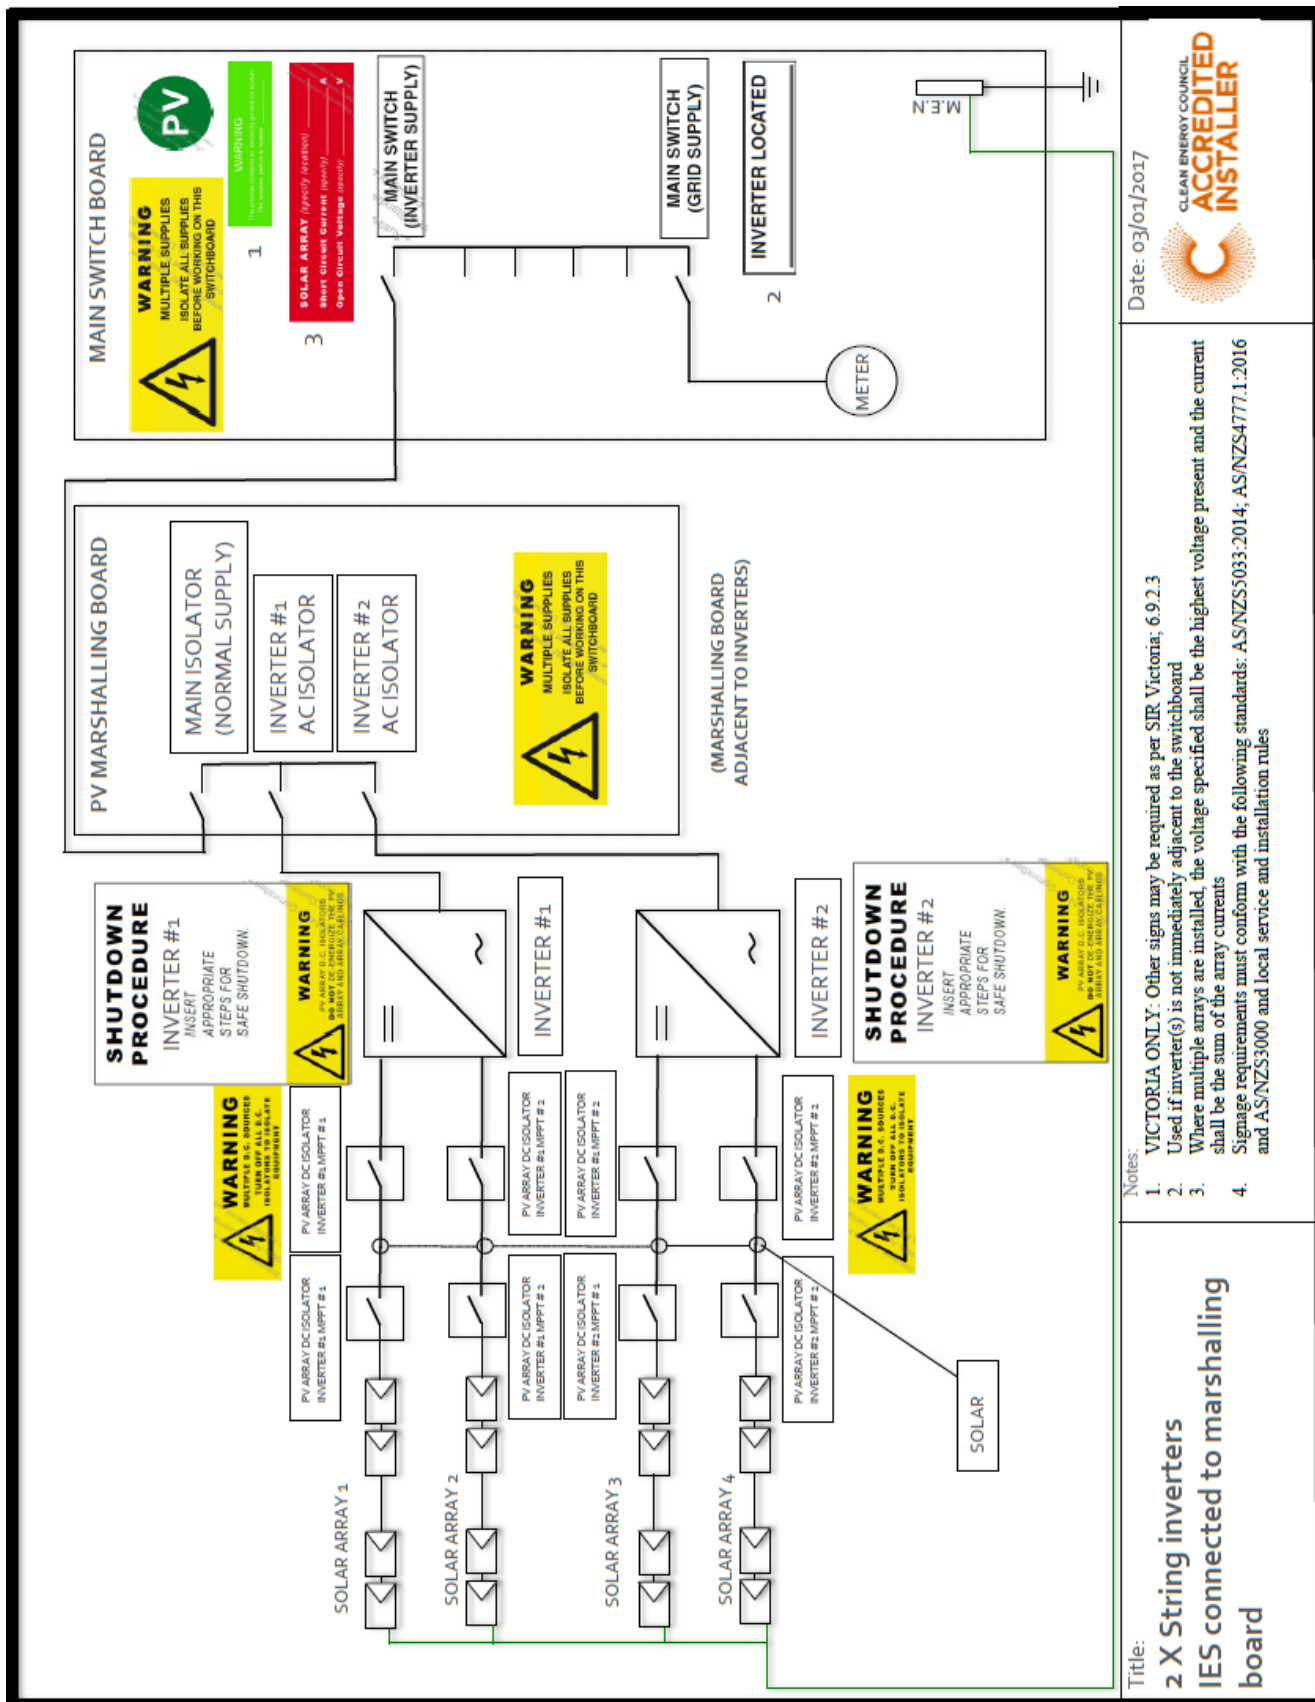 SOLAR ARRAY 1
SOLAR ARRAY 2
SOLAR ARRAY 3
SOLAR ARRAY 4
PV ARRAY DC ISOLATOR
INVERTER #1 MPPT # 1
PV ARRAY DC ISOLATOR
INVERTER #1 MPPT # 2
PV ARRAY DC ISOLATOR
INVERTER #2 MPPT # 1
PV ARRAY DC ISOLATOR
INVERTER #2 MPPT # 2
SOLAR
WARNING
MULTIPLE D.C. SOURCES
TURN OFF ALL D.C.
ISOLATORS TO ISOLATE
EQUIPMENT
PV ARRAY DC ISOLATOR
INVERTER #1 MPPT # 1
PV ARRAY DC ISOLATOR
INVERTER #1 MPPT # 2
PV ARRAY DC ISOLATOR
INVERTER #2 MPPT # 2
PV ARRAY DC ISOLATOR
INVERTER #2 MPPT # 2
WARNING
MULTIPLE D.C. SOURCES
TURN OFF ALL D.C.
ISOLATORS TO ISOLATE
EQUIPMENT
SHUTDOWN
PROCEDURE
INVERTER #1
INSERT
APPROPRIATE
STEPS FOR
SAFE SHUTDOWN.
WARNING
PV ARRAY D.C. ISOLATORS
DO NOT DE-ENERGIZE THE PV
ARRAY AND ARRAY CABLINGS
INVERTER #1
INVERTER #2
SHUTDOWN
PROCEDURE
INVERTER #2
INSERT
APPROPRIATE
STEPS FOR
SAFE SHUTDOWN.
WARNING
PV ARRAY D.C. ISOLATORS
DO NOT DE-ENERGIZE THE PV
ARRAY AND ARRAY CABLINGS
PV MARSHALLING BOARD
MAIN ISOLATOR
(NORMAL SUPPLY)
INVERTER #1
AC ISOLATOR
INVERTER #2
AC ISOLATOR
WARNING
MULTIPLE SUPPLIES
ISOLATE ALL SUPPLIES
BEFORE WORKING ON THIS
SWITCHBOARD
(MARSHALLING BOARD
ADJACENT TO INVERTERS)
MAIN SWITCH BOARD
WARNING
MULTIPLE SUPPLIES
ISOLATE ALL SUPPLIES
BEFORE WORKING ON THIS
SWITCHBOARD
PV
1
WARNING
3
SOLAR ARRAY (specify location)
Short Circuit Current (specify) A
Open Circuit Voltage (specify) V
MAIN SWITCH
(INVERTER SUPPLY)
MAIN SWITCH
(GRID SUPPLY)
2
INVERTER LOCATED
METER
M.E.N
Title:
2 X String inverters
IES connected to marshalling
board
Notes:
1. VICTORIA ONLY: Other signs may be required as per SIR Victoria; 6.9.2.3
2. Used if inverter(s) is not immediately adjacent to the switchboard
3. Where multiple arrays are installed, the voltage specified shall be the highest voltage present and the current
shall be the sum of the array currents
4. Signage requirements must conform with the following standards: AS/NZS5033:2014; AS/NZS4777.1:2016
and AS/NZS3000 and local service and installation rules
Date: 03/01/2017
CLEAN ENERGY COUNCIL
ACCREDITED
INSTALLER